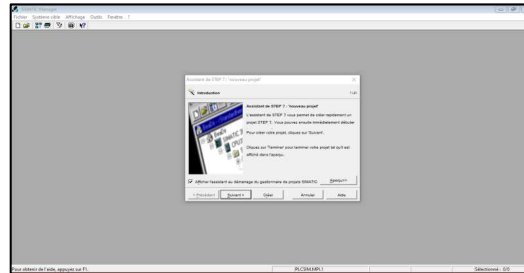 SIMATIC Manager
Fichier Système cible Affichage Outils Fenêtre ?
Assistant de STEP 7 : 'nouveau projet'
Introduction
Assistant de STEP 7 - 'nouveau projet'
L'assistant de STEP 7 vous permet de créer rapidement un
projet STEP 7. Vous pouvez ensuite immédiatement débuter
Pour créer votre projet, cliquez sur 'Suivant'.
Cliquez sur 'Terminer' pour terminer votre projet tel qu'il est
affiché dans l'aperçu.
Afficher l'assistant au démarrage du gestionnaire de projets SIMATIC
Aperçu>>
< Précédent
Suivant >
Créer
Annuler
Aide
Pour obtenir de l'aide, appuyez sur F1.
PLCSIM.MPI.1
Sélectionné : 0/0